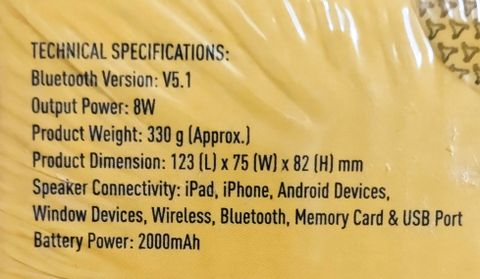 TECHNICAL SPECIFICATIONS:
Bluetooth Version: V5.1
Output Power: 8W
Product Weight: 330 g (Approx.)
Product Dimension: 123 (L) x 75 (W) x 82 (H) mm
Speaker Connectivity: iPad, iPhone, Android Devices,
Window Devices, Wireless, Bluetooth, Memory Card & USB Port
Battery Power: 2000mAh